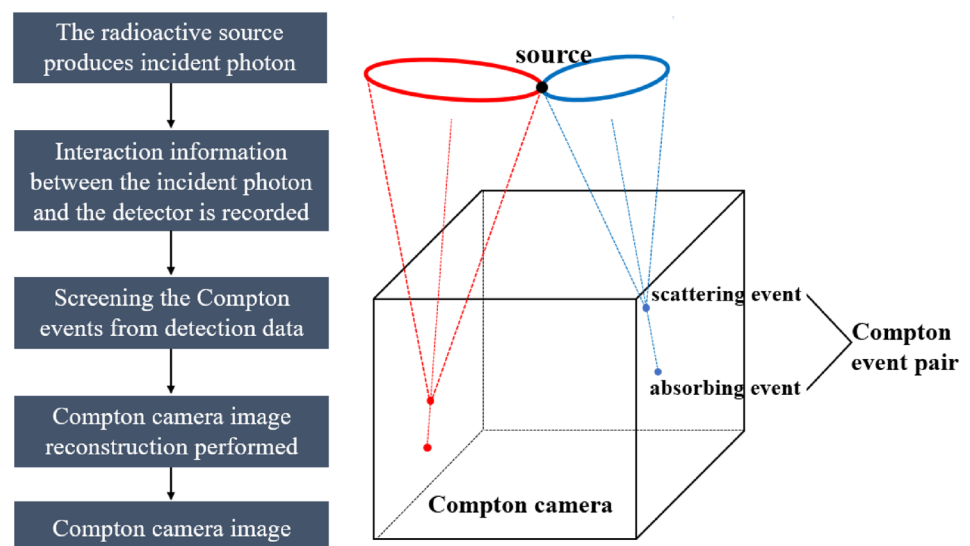 The radioactive source
produces incident photon
Interaction information
between the incident photon
and the detector is recorded
Screening the Compton
events from detection data
Compton camera image
reconstruction performed
Compton camera image
source
scattering event
absorbing event
Compton
event pair
Compton camera